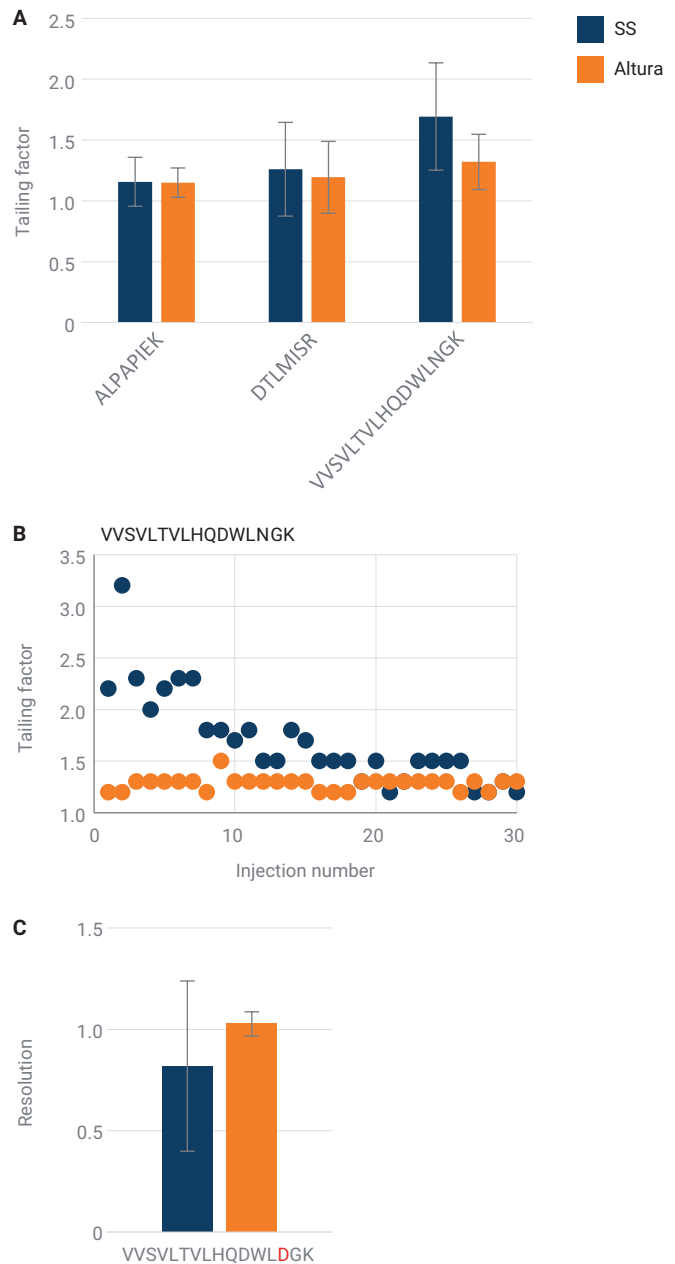 A
2.5
2.0
1.5
1.0
0.5
0
Tailing factor
ALPAPIEK
DTLMISR
VVSVLTVLHQDWLNGK
SS
Altura
B
VVSVLTVLHQDWLNGK
3.5
3.0
2.5
2.0
1.5
1.0
Tailing factor
0 10 20 30
Injection number
C
1.5
1.0
0.5
0
Resolution
VVSVLTVLHQDWLDGK